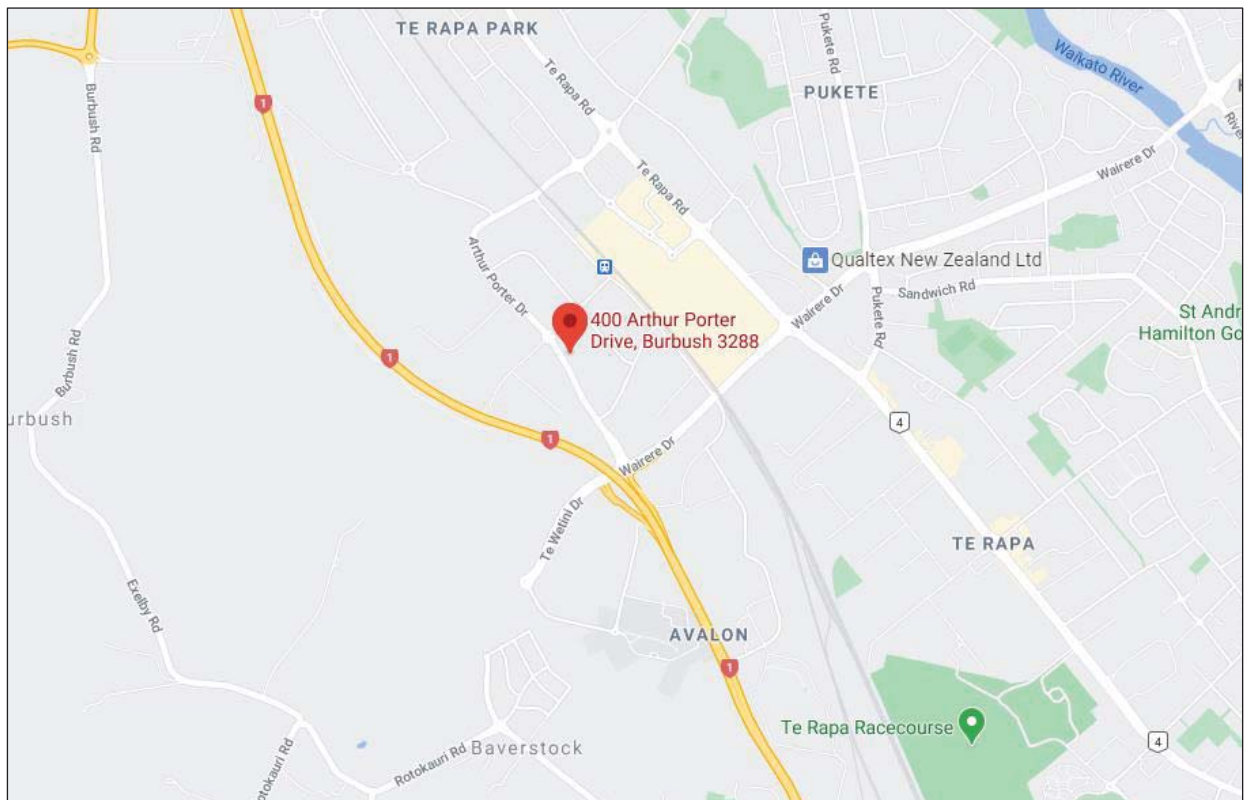 TE RAPA PARK
Te Rapa Rd
Pukete Rd
PUKETE
Waikato River
Burbush Rd
1
Te Rapa Rd
Wairere Dr
Arthur Porter Dr
Qualtex New Zealand Ltd
Sandwich Rd
Pukete Rd
Wairere Dr
St Andr
Hamilton Go
400 Arthur Porter
Drive, Burbush 3288
1
Burbush Rd
urbush
1
4
Wairere Dr
Te Wetini Dr
TE RAPA
Exelby Rd
AVALON
1
Te Rapa Racecourse
4
Rotokauri Rd
Baverstock
otokauri Rd